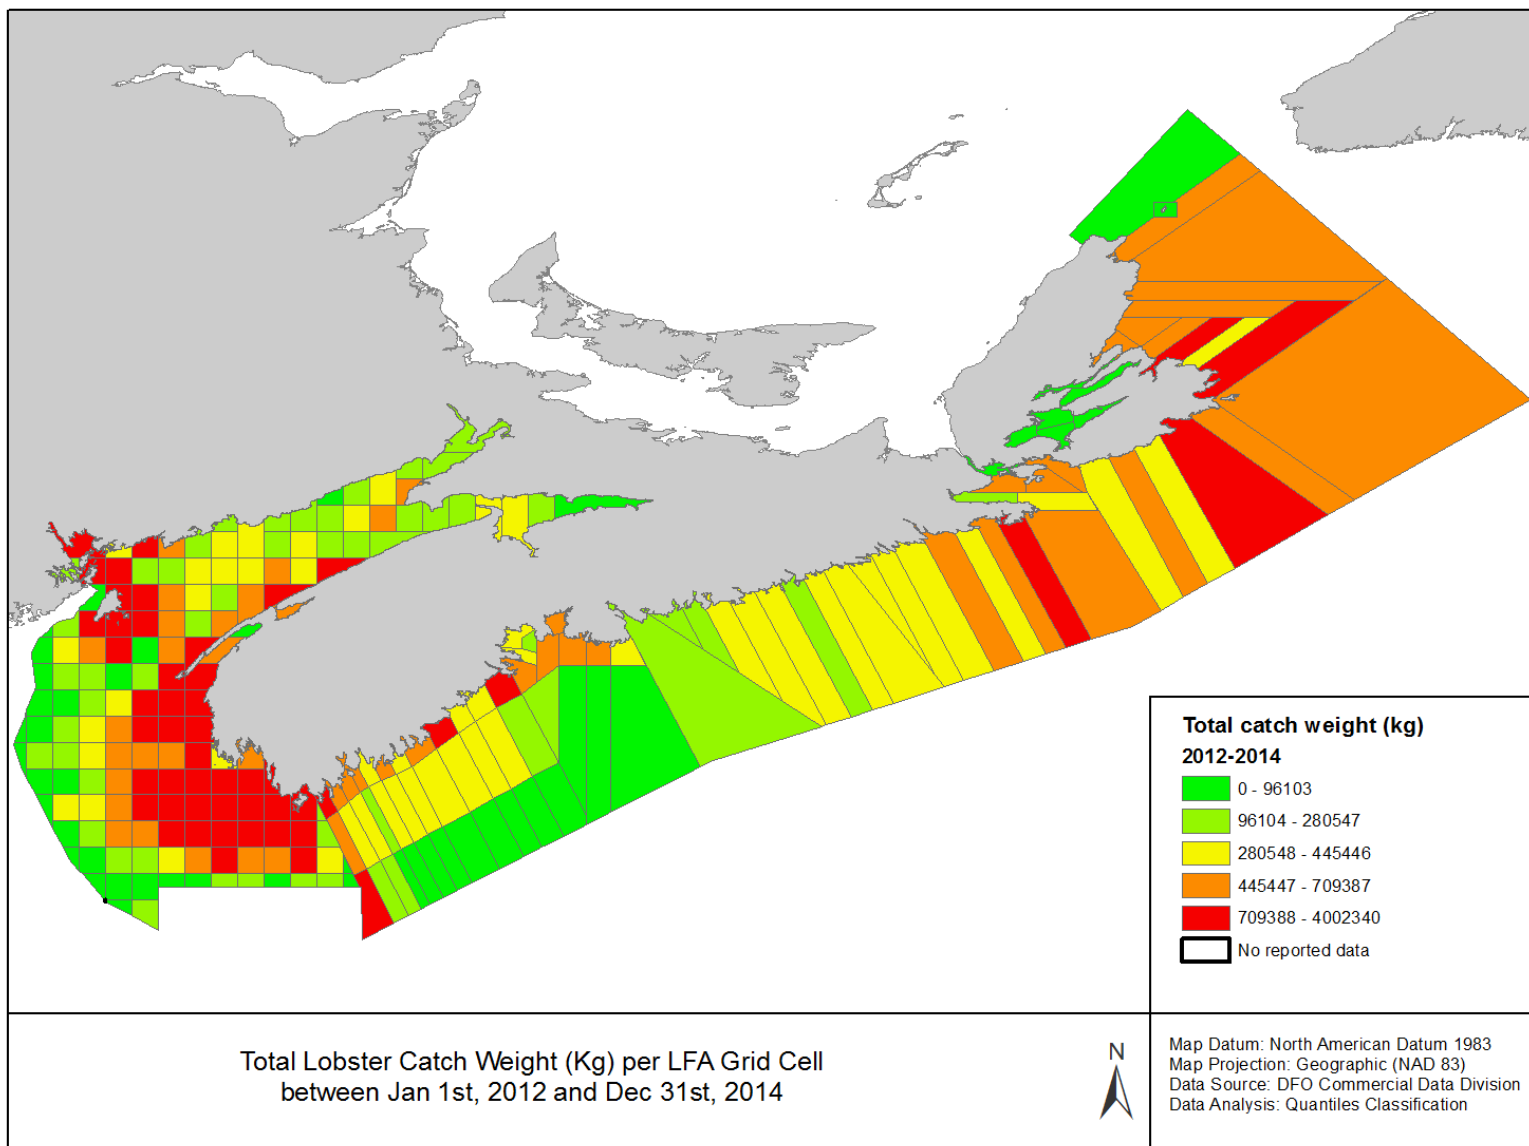 Total catch weight (kg)
2012-2014
0 - 96103
96104 - 280547
280548 - 445446
445447 - 709387
709388 - 4002340
No reported data
Total Lobster Catch Weight (Kg) per LFA Grid Cell
between Jan 1st, 2012 and Dec 31st, 2014
N
Map Datum: North American Datum 1983
Map Projection: Geographic (NAD 83)
Data Source: DFO Commercial Data Division
Data Analysis: Quantiles Classification